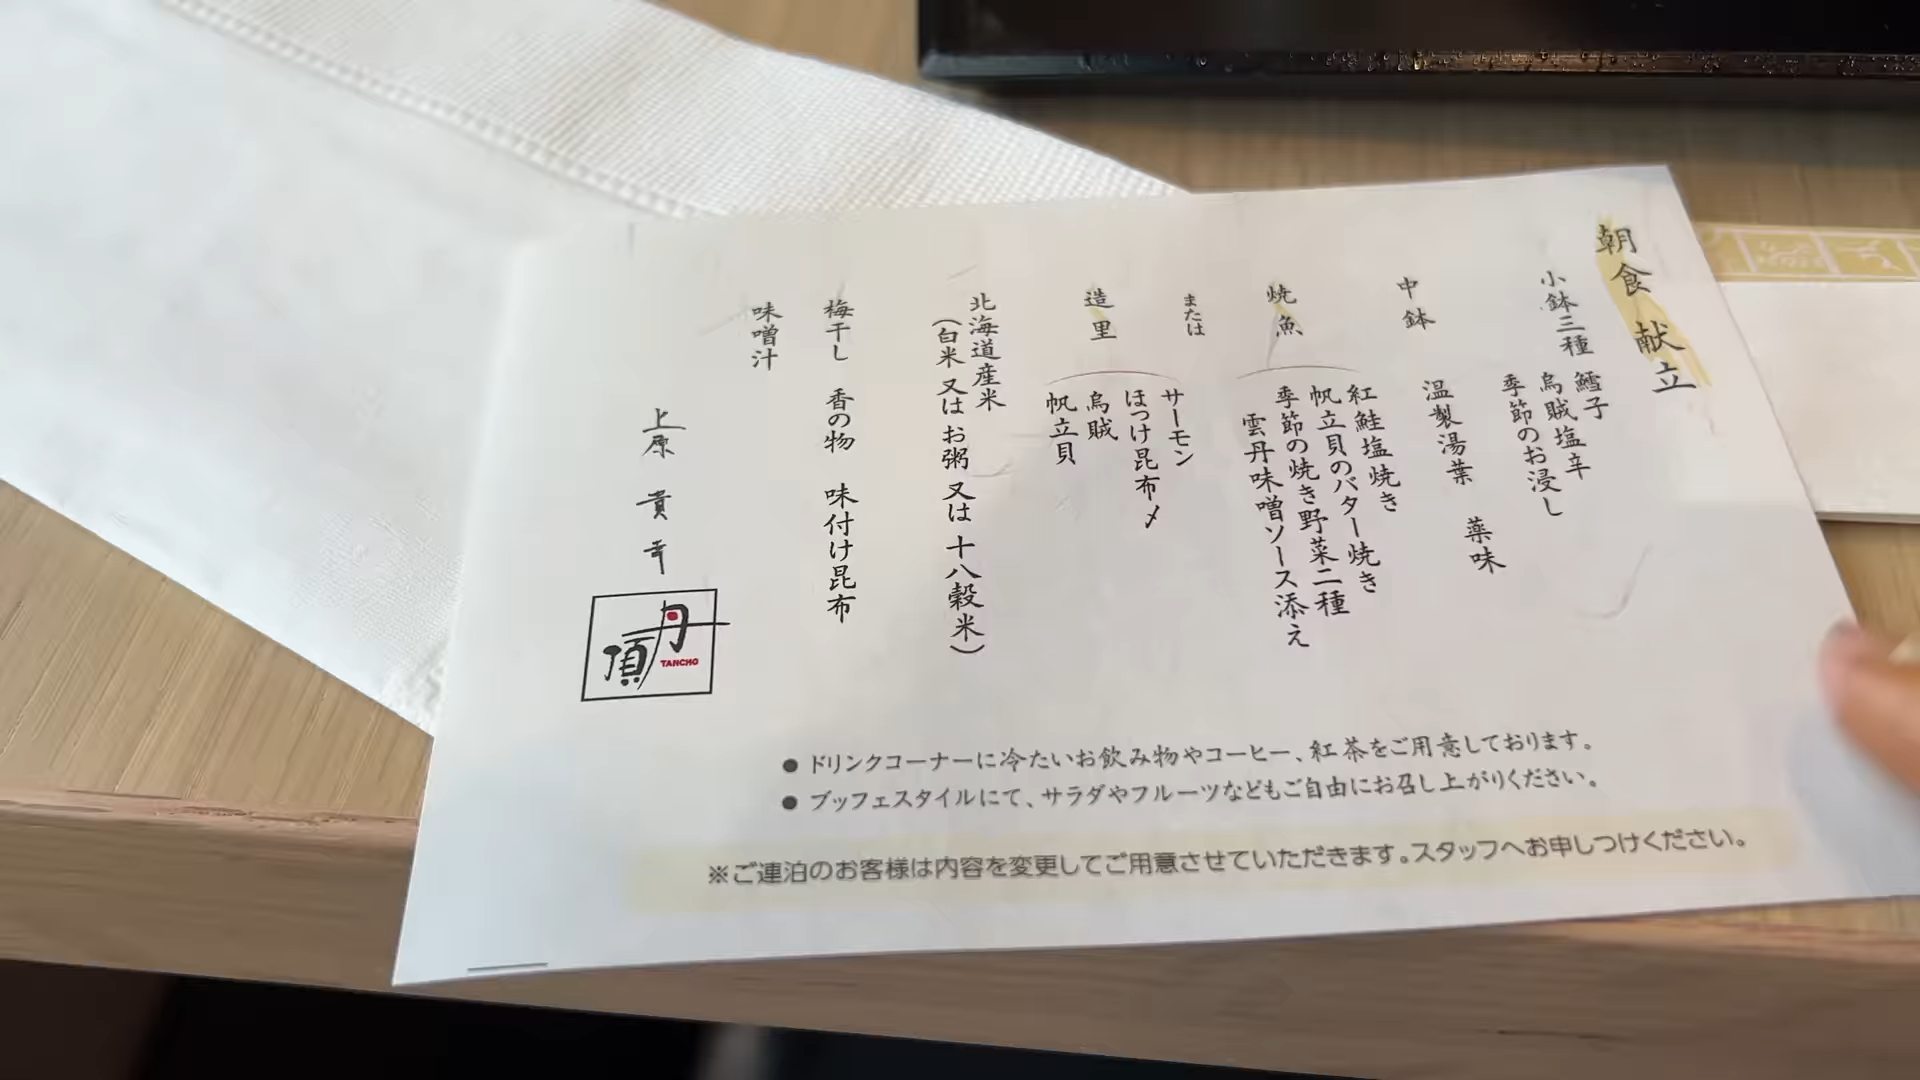 朝食 献立
小鉢三種 鱈子
烏賊塩辛
季節のお浸し
中鉢 温製湯葉 薬味
焼魚 紅鮭塩焼き
帆立貝のバター焼き
季節の焼き野菜二種
雲丹味噌ソース添え
または
造里 サーモン
ほっけ昆布〆
烏賊
帆立貝
北海道産米
(白米 又は お粥 又は 十八穀米)
梅干し 香の物 味付け昆布
味噌汁
上原 貴幸
丹頂
TANCHO
● ドリンクコーナーに冷たいお飲み物やコーヒー、紅茶をご用意しております。
● ブッフェスタイルにて、サラダやフルーツなどもご自由にお召し上がりください。
※ご連泊のお客様は内容を変更してご用意させていただきます。スタッフへお申しつけください。